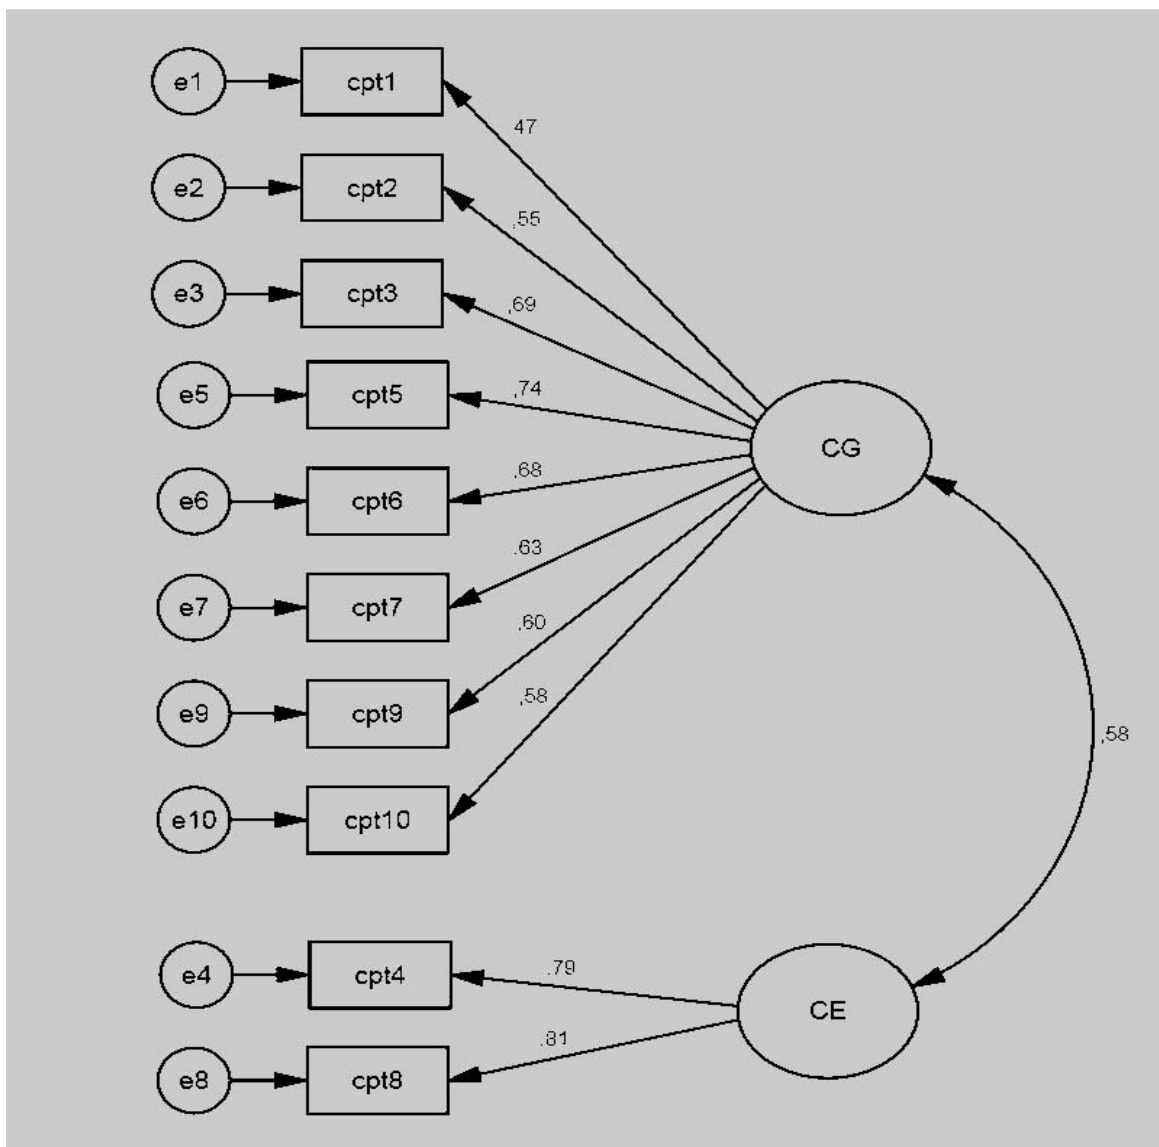 e1 cpt1 47
e2 cpt2 ,55
e3 cpt3 ,69
e5 cpt5 ,74
CG
e6 cpt6 ,68
e7 cpt7 .63
e9 cpt9 ,60
e10 cpt10 ,58
,58
e4 cpt4 .79
CE
e8 cpt8 .81